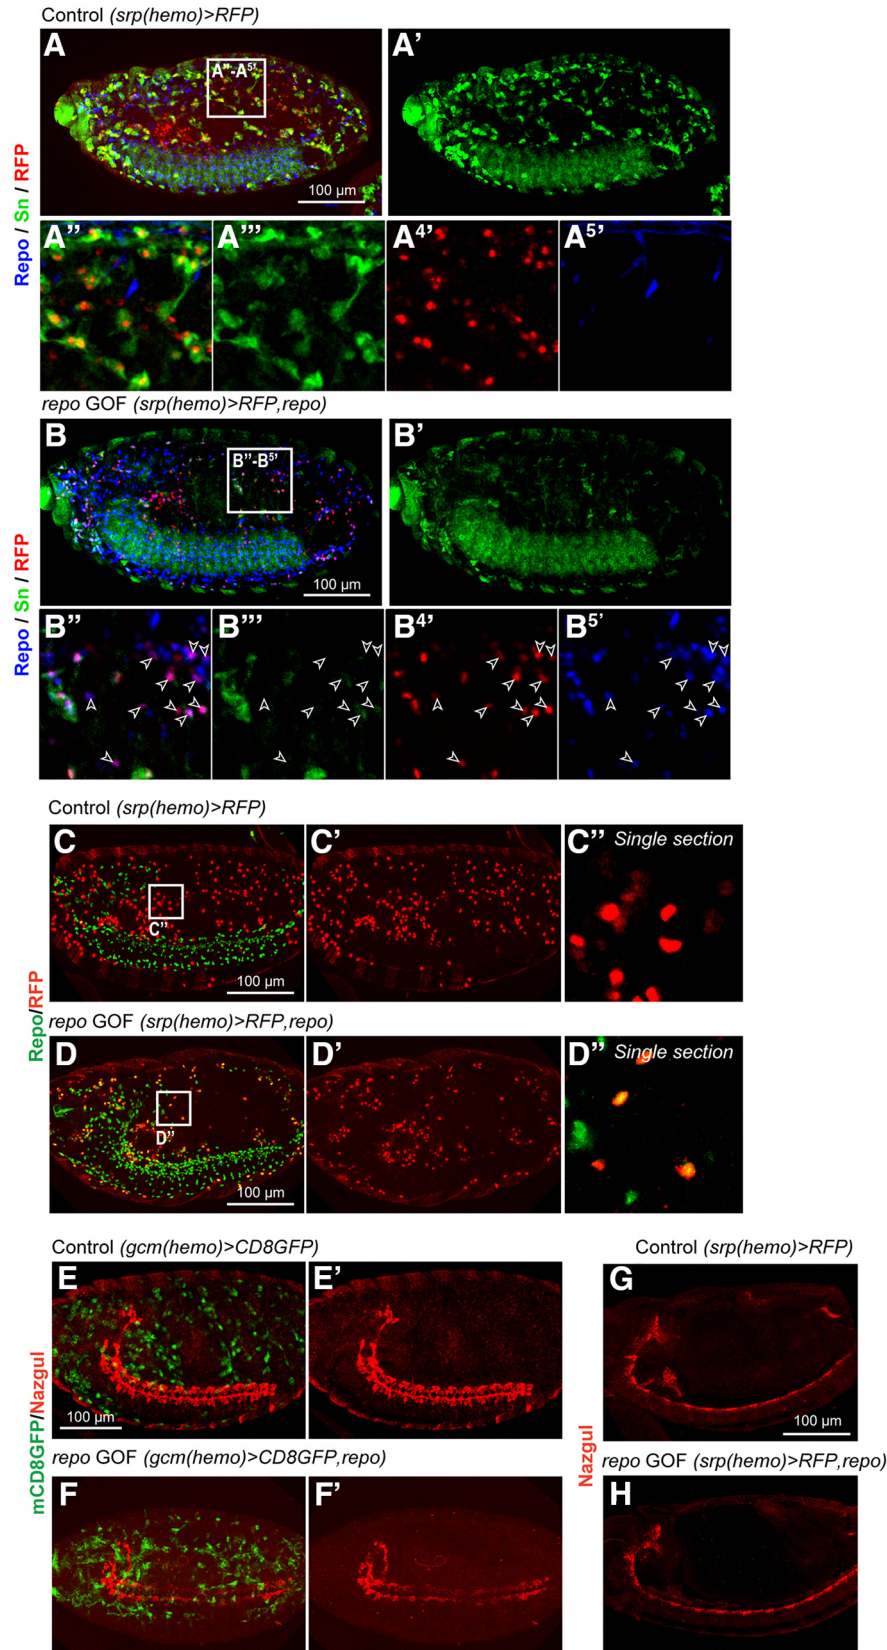 Control (srp(hemo)>RFP)
Repo / Sn / RFP
A
A”-A⁵’
100 µm
A’
A”
A”’
A⁴’
A⁵’
repo GOF (srp(hemo)>RFP,repo)
Repo / Sn / RFP
B
B”-B⁵’
100 µm
B’
B”
B”’
B⁴’
B⁵’
Control (srp(hemo)>RFP)
Repo/RFP
C
C”
100 µm
C’
C” Single section
repo GOF (srp(hemo)>RFP,repo)
D
D”
100 µm
D’
D” Single section
Control (gcm(hemo)>CD8GFP)
mCD8GFP/Nazgul
E
100 µm
E’
repo GOF (gcm(hemo)>CD8GFP,repo)
F
F’
Control (srp(hemo)>RFP)
Nazgul
G
100 µm
repo GOF (srp(hemo)>RFP,repo)
H